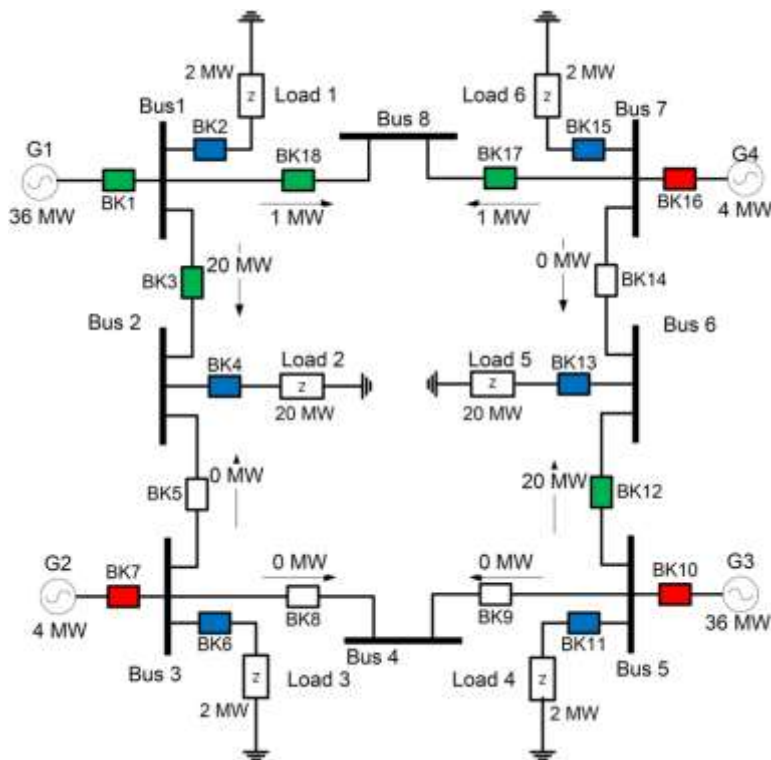 2 MW
Z
Load 1
Load 6
Z
2 MW
Bus1
BK2
Bus 8
BK15
Bus 7
G1
BK18
BK17
G4
36 MW
BK1
1 MW
1 MW
BK16
4 MW
BK3
20 MW
0 MW
BK14
Bus 2
Bus 6
BK4
Load 2
Z
20 MW
Load 5
Z
20 MW
BK13
BK5
0 MW
20 MW
BK12
G2
BK7
0 MW
0 MW
BK10
G3
4 MW
BK8
BK9
36 MW
Bus 3
BK6
Bus 4
BK11
Bus 5
Z
Load 3
Load 4
Z
2 MW
2 MW